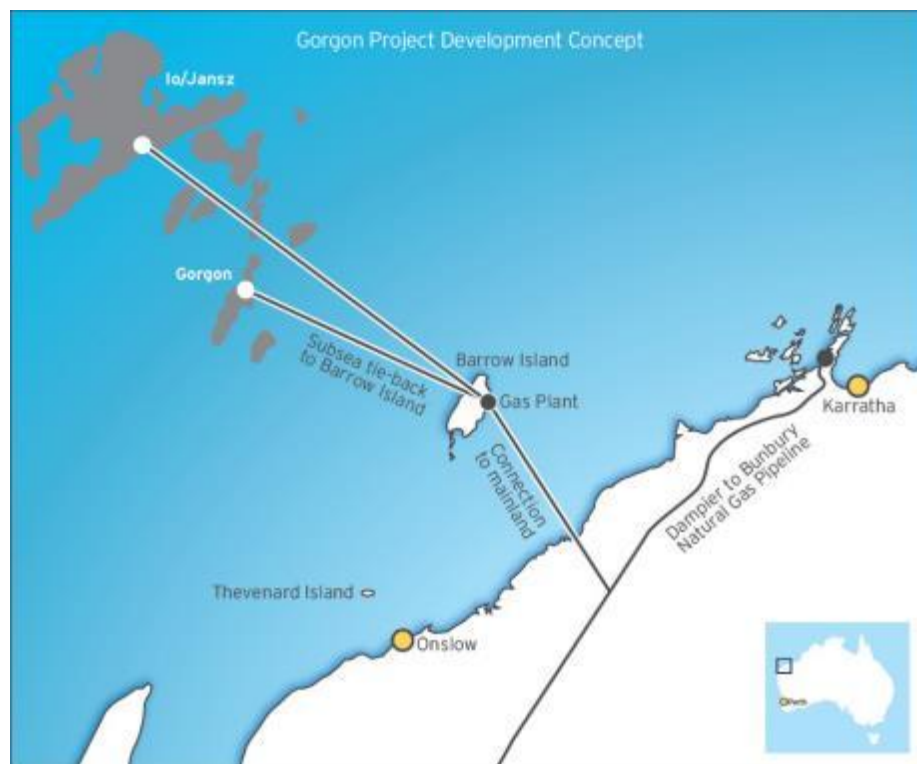 Gorgon Project Development Concept
Io/Jansz
Gorgon
Subsea tie-back
to Barrow Island
Barrow Island
Gas Plant
Karratha
Connection
to mainland
Dampier to Bunbury
Natural Gas Pipeline
Thevenard Island
Onslow
Perth